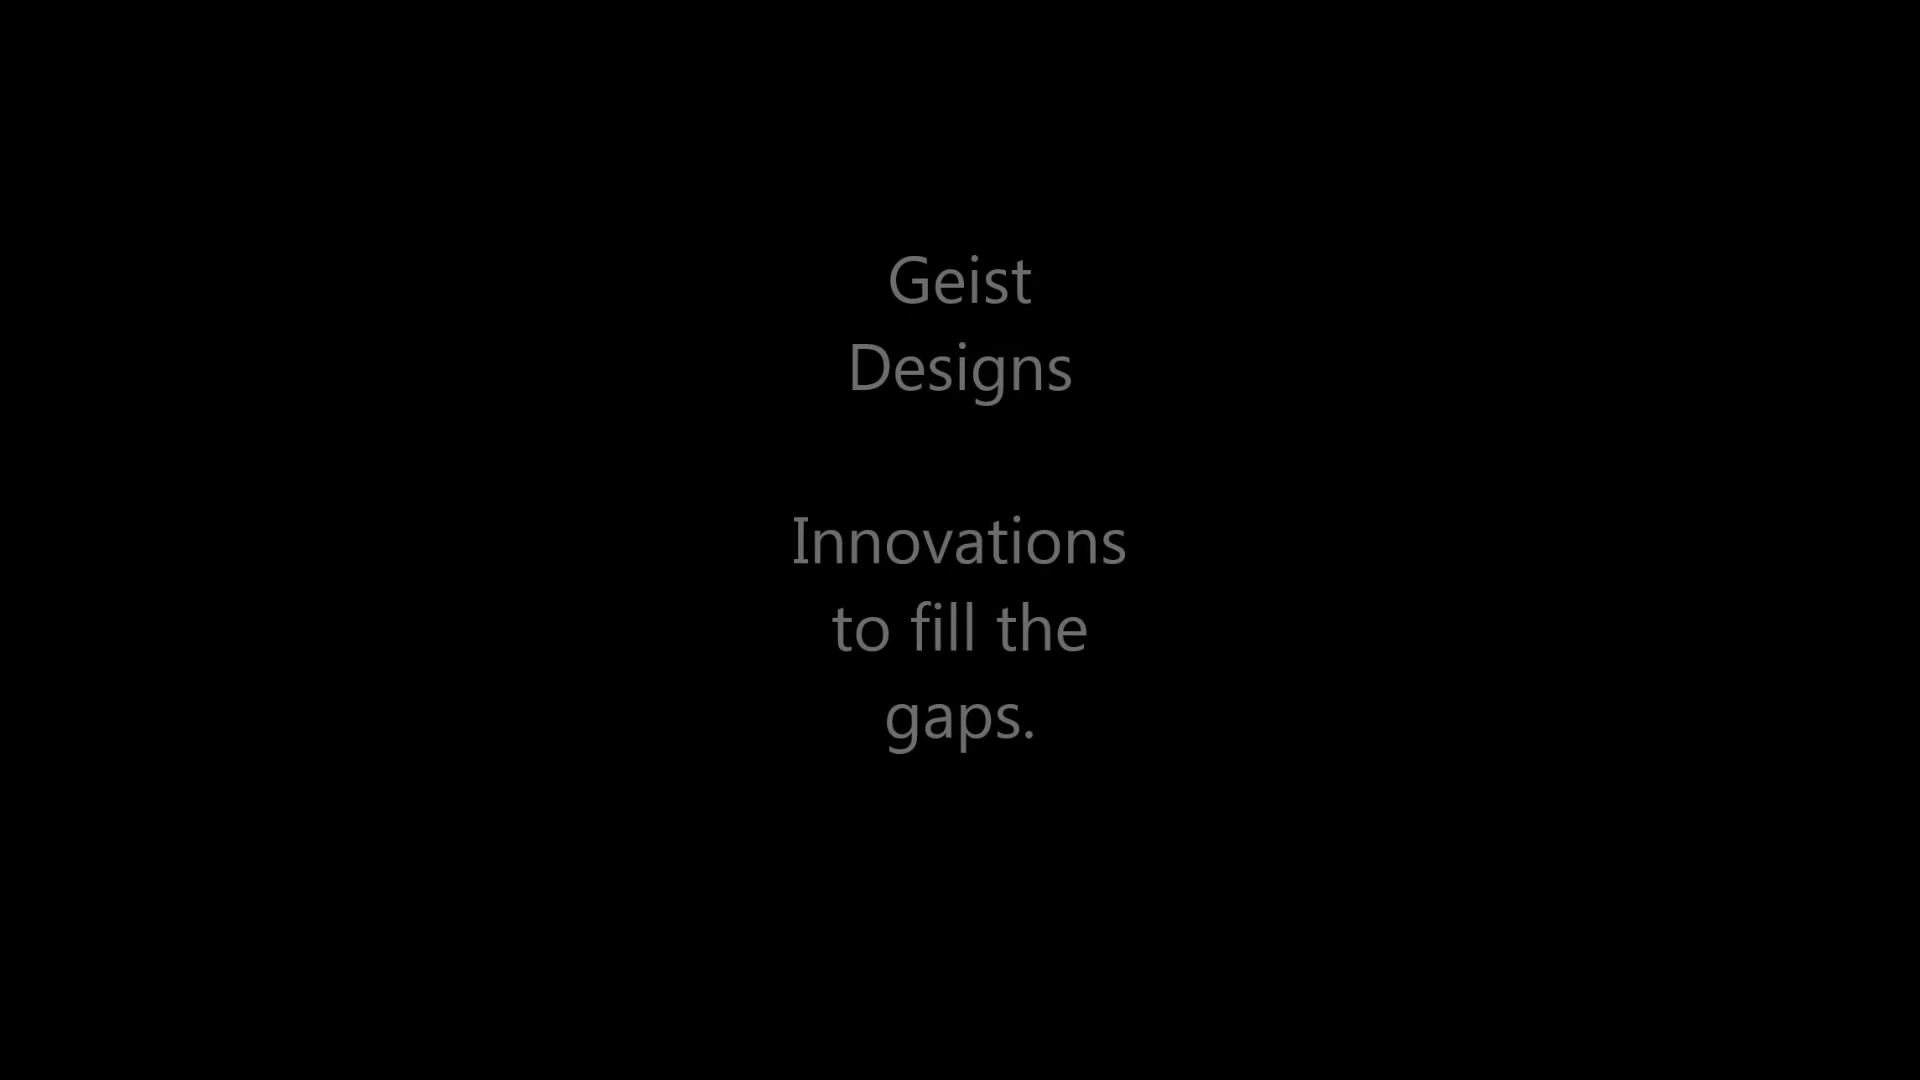 Geist
Designs
Innovations
to fill the
gaps.